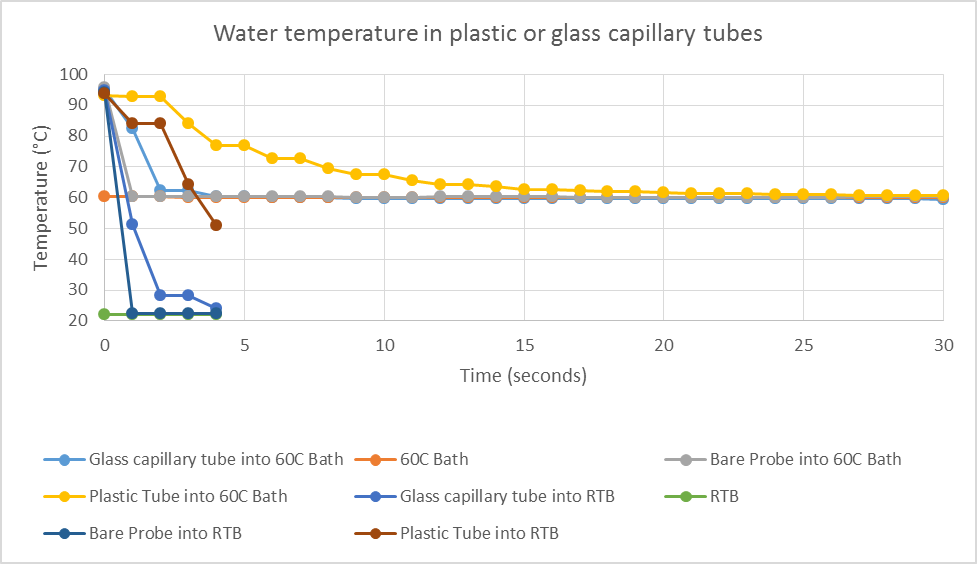 Water temperature in plastic or glass capillary tubes
Temperature (°C)
100
90
80
70
60
50
40
30
20
0 5 10 15 20 25 30
Time (seconds)
Glass capillary tube into 60C Bath 60C Bath Bare Probe into 60C Bath
Plastic Tube into 60C Bath Glass capillary tube into RTB RTB
Bare Probe into RTB Plastic Tube into RTB